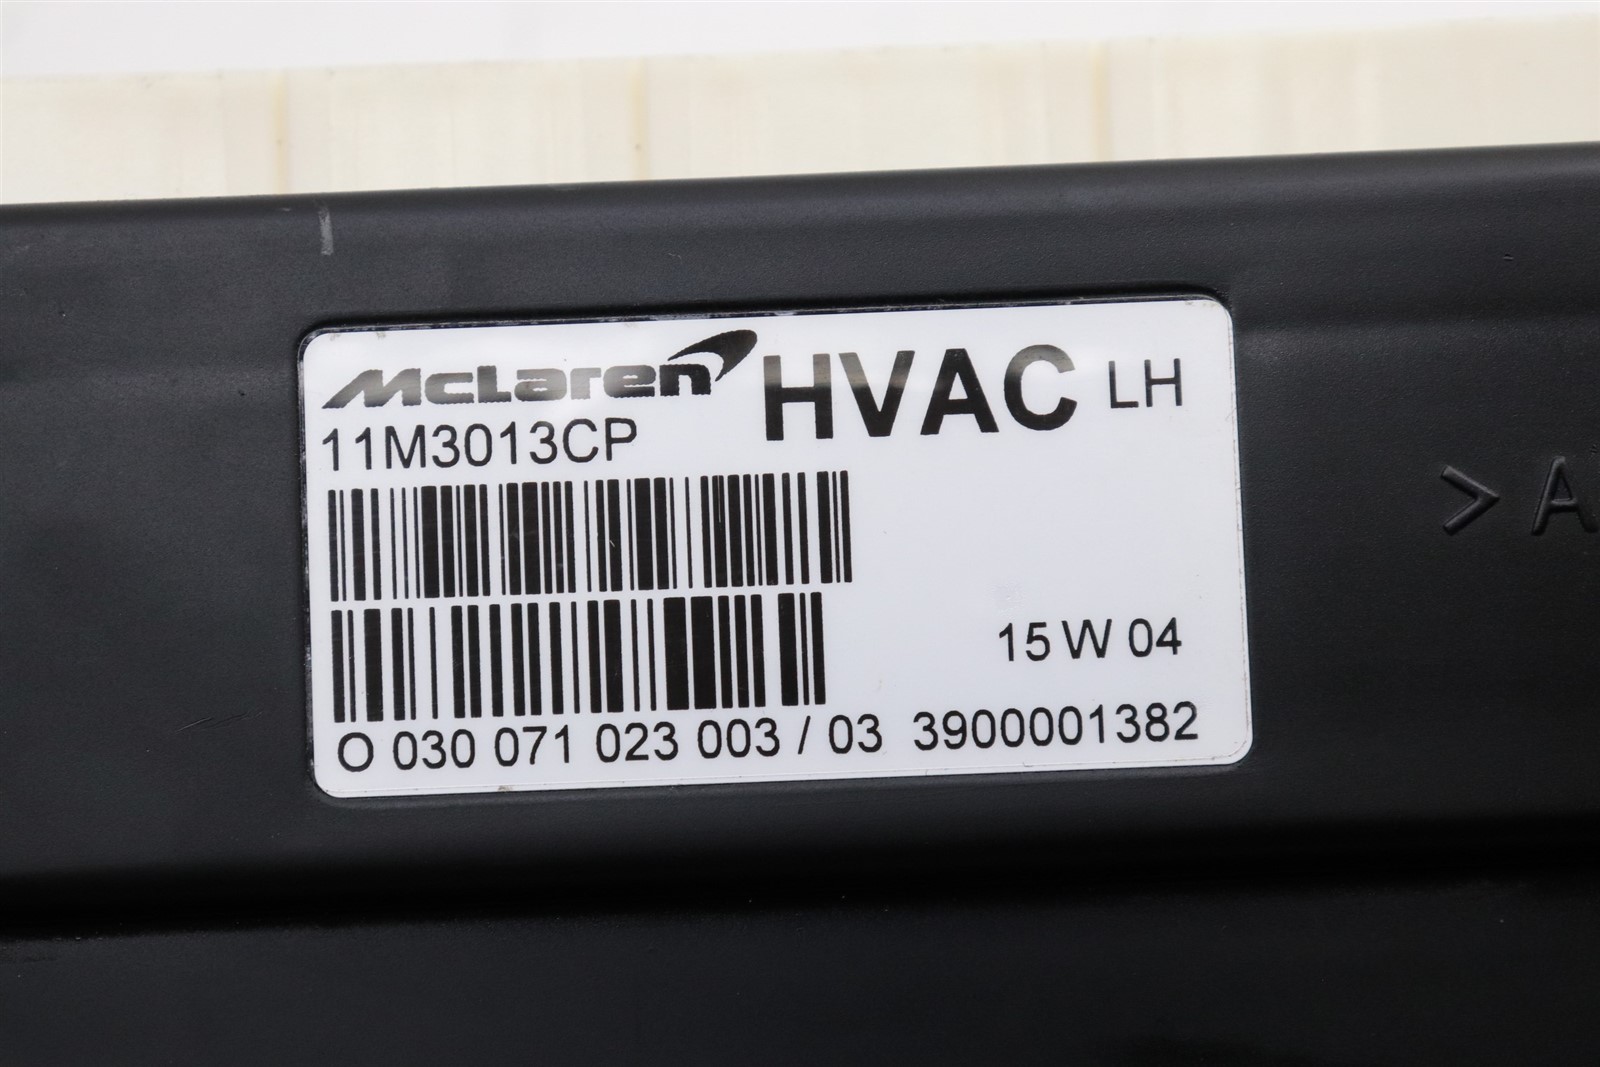 McLaren HVAC LH
11M3013CP
15 W 04
O 030 071 023 003 / 03 3900001382
> A